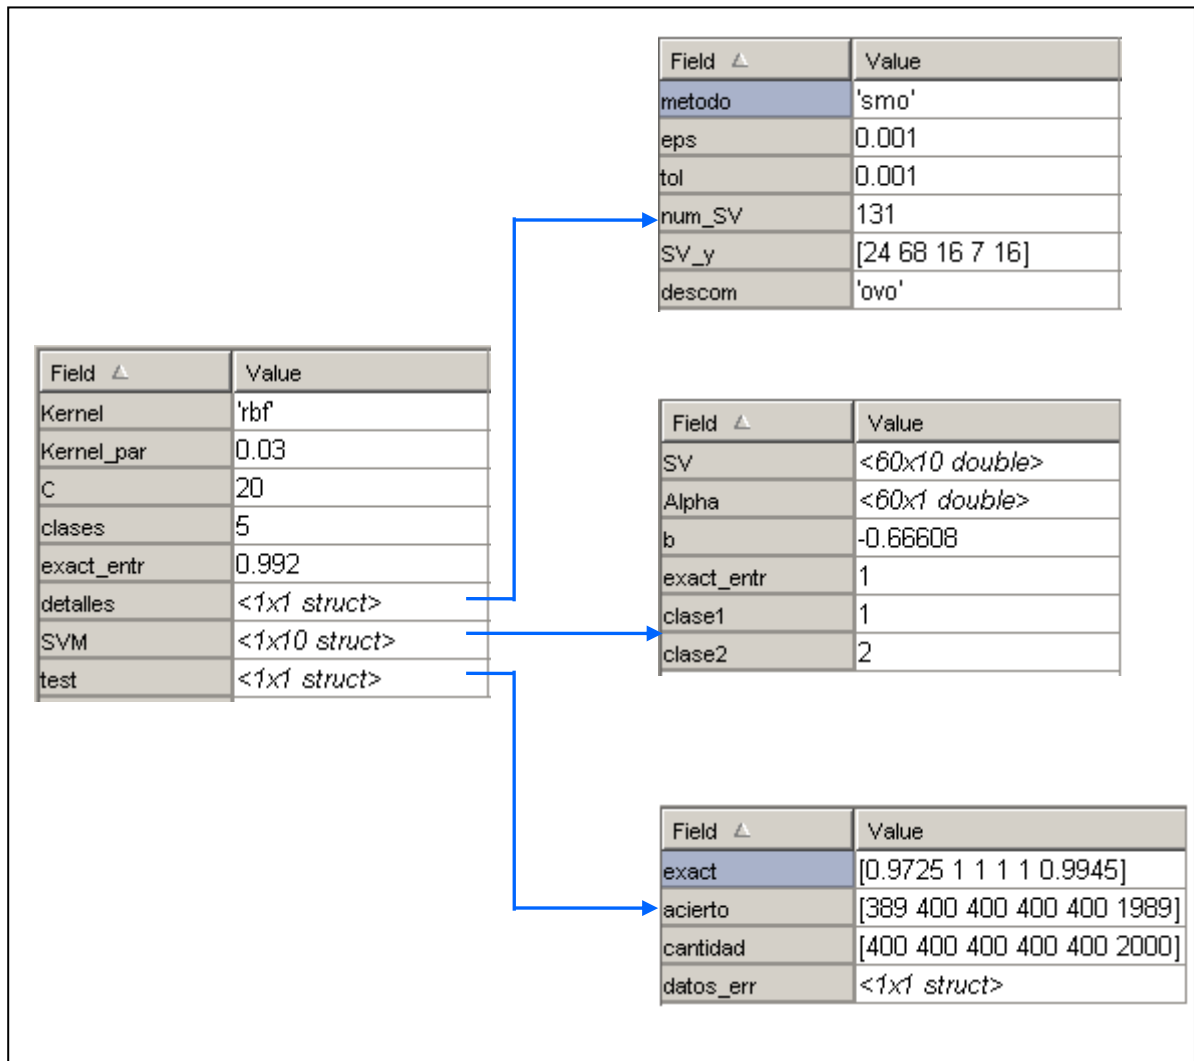 Field Value
metodo 'smo'
eps 0.001
tol 0.001
num_SV 131
SV_y [24 68 16 7 16]
descom 'ovo'
Field Value
Kernel 'rbf'
Kernel_par 0.03
C 20
clases 5
exact_entr 0.992
detalles <1x1 struct>
SVM <1x10 struct>
test <1x1 struct>
Field Value
SV <60x10 double>
Alpha <60x1 double>
b -0.66608
exact_entr 1
clase1 1
clase2 2
Field Value
exact [0.9725 1 1 1 1 0.9945]
acierto [389 400 400 400 400 1989]
cantidad [400 400 400 400 400 2000]
datos_err <1x1 struct>